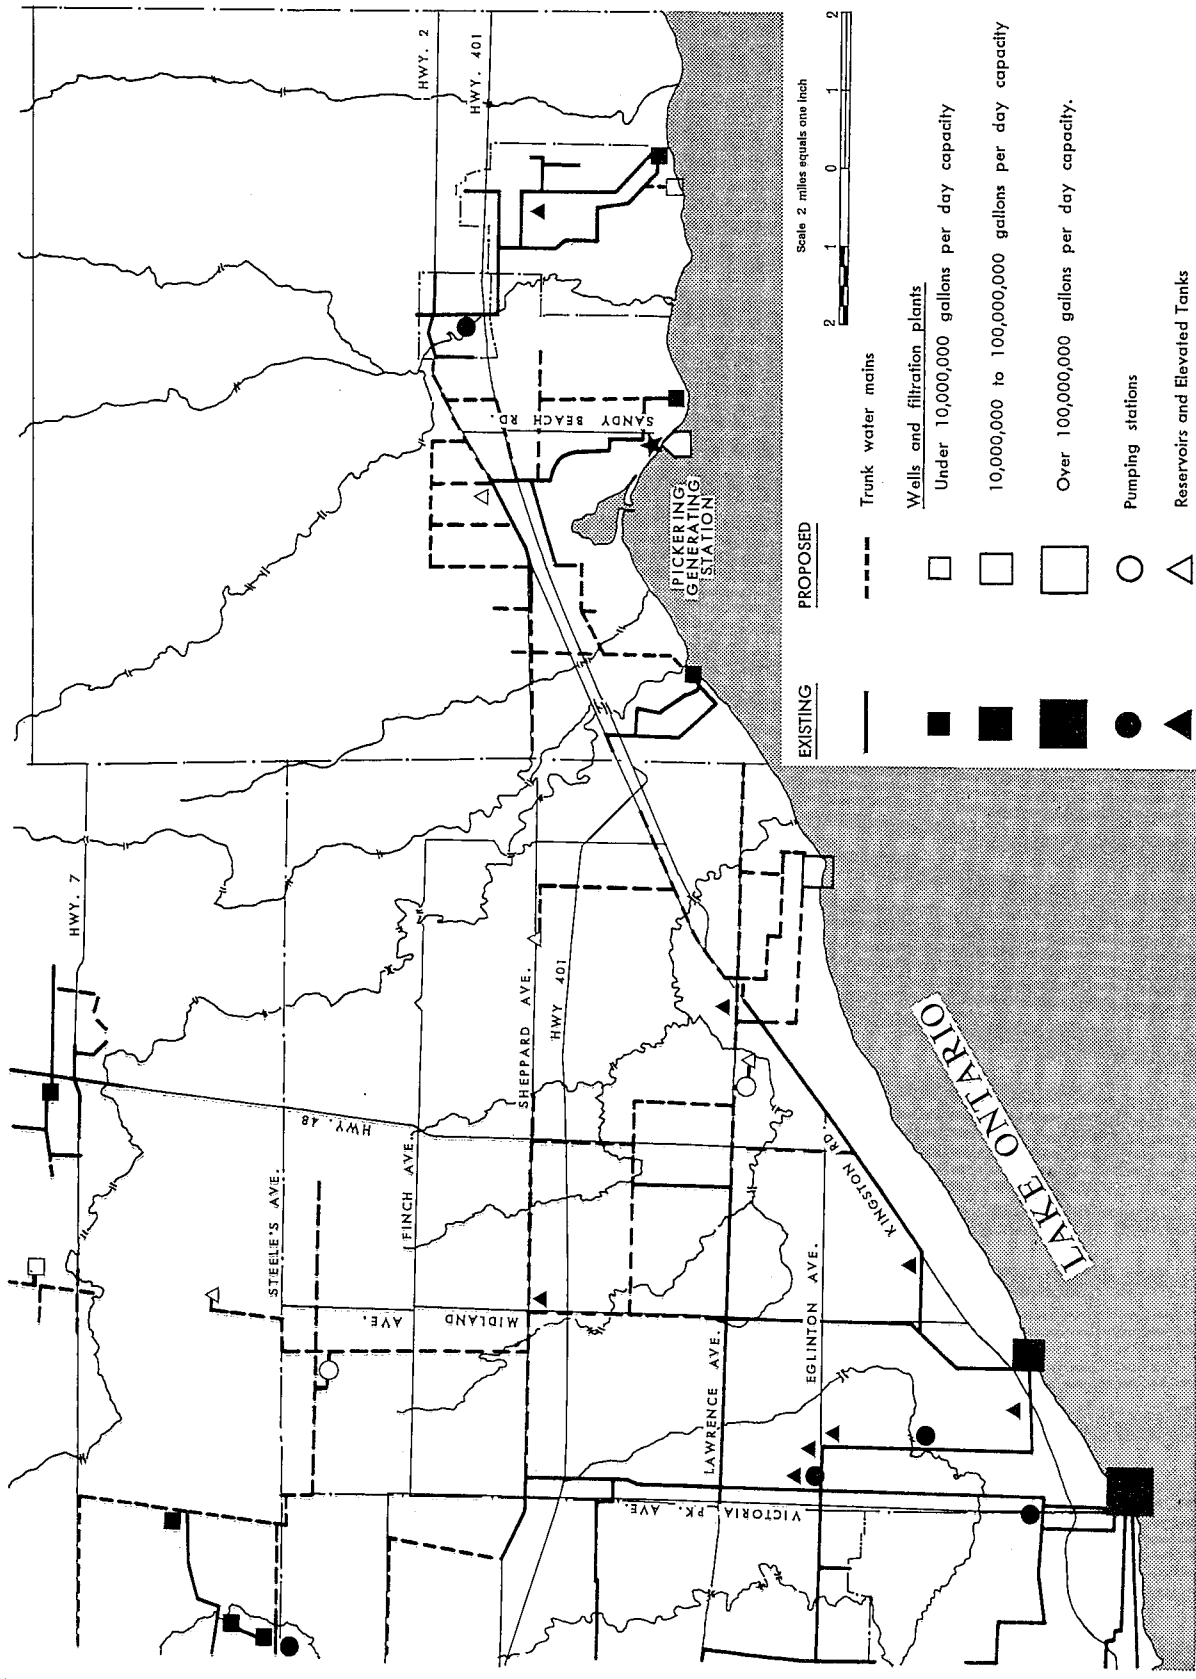 HWY. 2
HWY. 401
SANDY BEACH RD.
PICKERING
GENERATING
STATION
HWY. 7
SHEPPARD AVE.
HWY 401
HWY. 48
STEELE'S AVE.
FINCH AVE.
MIDLAND AVE.
LAWRENCE AVE.
EGLINTON AVE.
KINGSTON RD
VICTORIA PK. AVE.
LAKE ONTARIO
Scale 2 miles equals one inch
2 1 0 1 2
EXISTING PROPOSED
Trunk water mains
Wells and filtration plants
Under 10,000,000 gallons per day capacity
10,000,000 to 100,000,000 gallons per day capacity
Over 100,000,000 gallons per day capacity.
Pumping stations
Reservoirs and Elevated Tanks